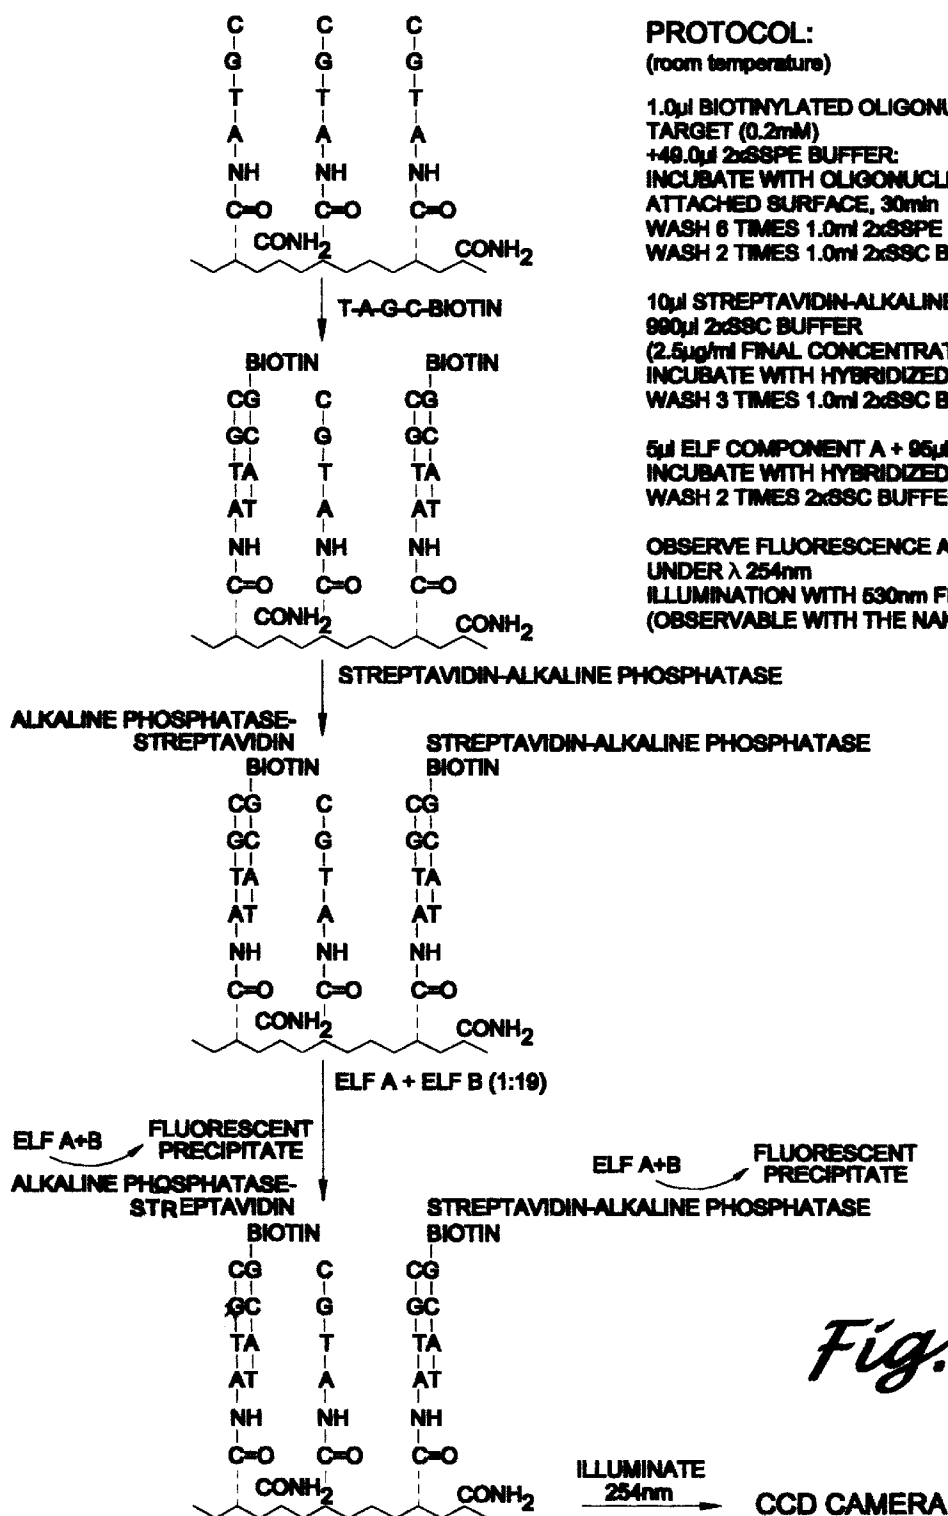 C C C
G G G
T T T
A A A
NH NH NH
C=O C=O C=O
CONH2 CONH2
PROTOCOL:
(room temperature)
1.0µl BIOTINYLATED OLIGONU
TARGET (0.2mM)
+49.0µl 2xSSPE BUFFER:
INCUBATE WITH OLIGONUCLE
ATTACHED SURFACE, 30min
WASH 6 TIMES 1.0ml 2xSSPE
WASH 2 TIMES 1.0ml 2xSSC B
10µl STREPTAVIDIN-ALKALINE
990µl 2xSSC BUFFER
(2.5µg/ml FINAL CONCENTRAT
INCUBATE WITH HYBRIDIZED
WASH 3 TIMES 1.0ml 2xSSC B
5µl ELF COMPONENT A + 95µl
INCUBATE WITH HYBRIDIZED
WASH 2 TIMES 2xSSC BUFFE
OBSERVE FLUORESCENCE A
UNDER λ 254nm
ILLUMINATION WITH 530nm F
(OBSERVABLE WITH THE NA
T-A-G-C-BIOTIN
BIOTIN BIOTIN
CG C CG
GC G GC
TA T TA
AT A AT
NH NH NH
C=O C=O C=O
CONH2 CONH2
STREPTAVIDIN-ALKALINE PHOSPHATASE
ALKALINE PHOSPHATASE-
STREPTAVIDIN STREPTAVIDIN-ALKALINE PHOSPHATASE
BIOTIN BIOTIN
CG C CG
GC G GC
TA T TA
AT A AT
NH NH NH
C=O C=O C=O
CONH2 CONH2
ELF A + ELF B (1:19)
ELF A+B FLUORESCENT
PRECIPITATE
ELF A+B FLUORESCENT
PRECIPITATE
ALKALINE PHOSPHATASE-
STREPTAVIDIN STREPTAVIDIN-ALKALINE PHOSPHATASE
BIOTIN BIOTIN
CG C CG
GC G GC
TA T TA
AT A AT
NH NH NH
C=O C=O C=O
CONH2 CONH2
ILLUMINATE
254nm
CCD CAMERA
Fig.